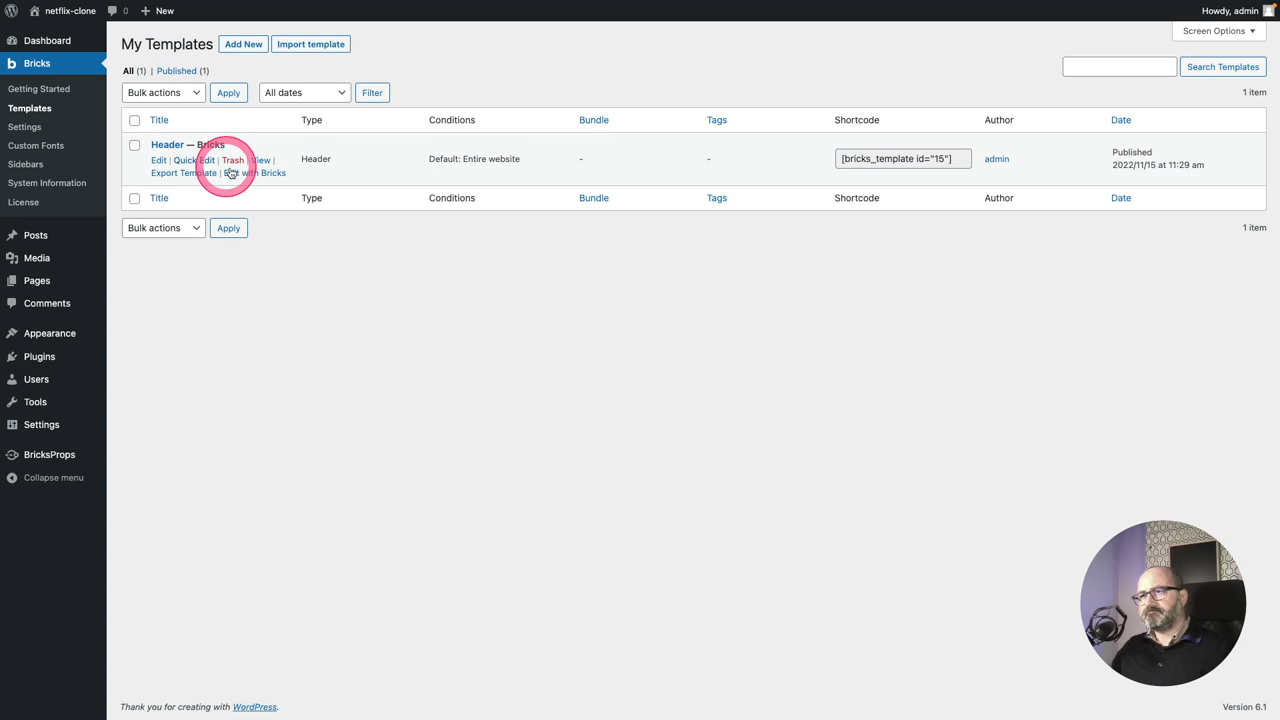 netflix-clone 0 + New Howdy, admin
Screen Options ▼
Dashboard
Bricks
Getting Started
Templates
Settings
Custom Fonts
Sidebars
System Information
License
Posts
Media
Pages
Comments
Appearance
Plugins
Users
Tools
Settings
BricksProps
Collapse menu
My Templates Add New Import template
All (1) | Published (1)
Search Templates
Bulk actions Apply All dates Filter 1 item
Title Type Conditions Bundle Tags Shortcode Author Date
Header — Bricks
Edit | Quick Edit | Trash | View |
Export Template | Edit with Bricks
Header Default: Entire website - - [bricks_template id="15"] admin
Published
2022/11/15 at 11:29 am
Title Type Conditions Bundle Tags Shortcode Author Date
Bulk actions Apply 1 item
Thank you for creating with WordPress. Version 6.1